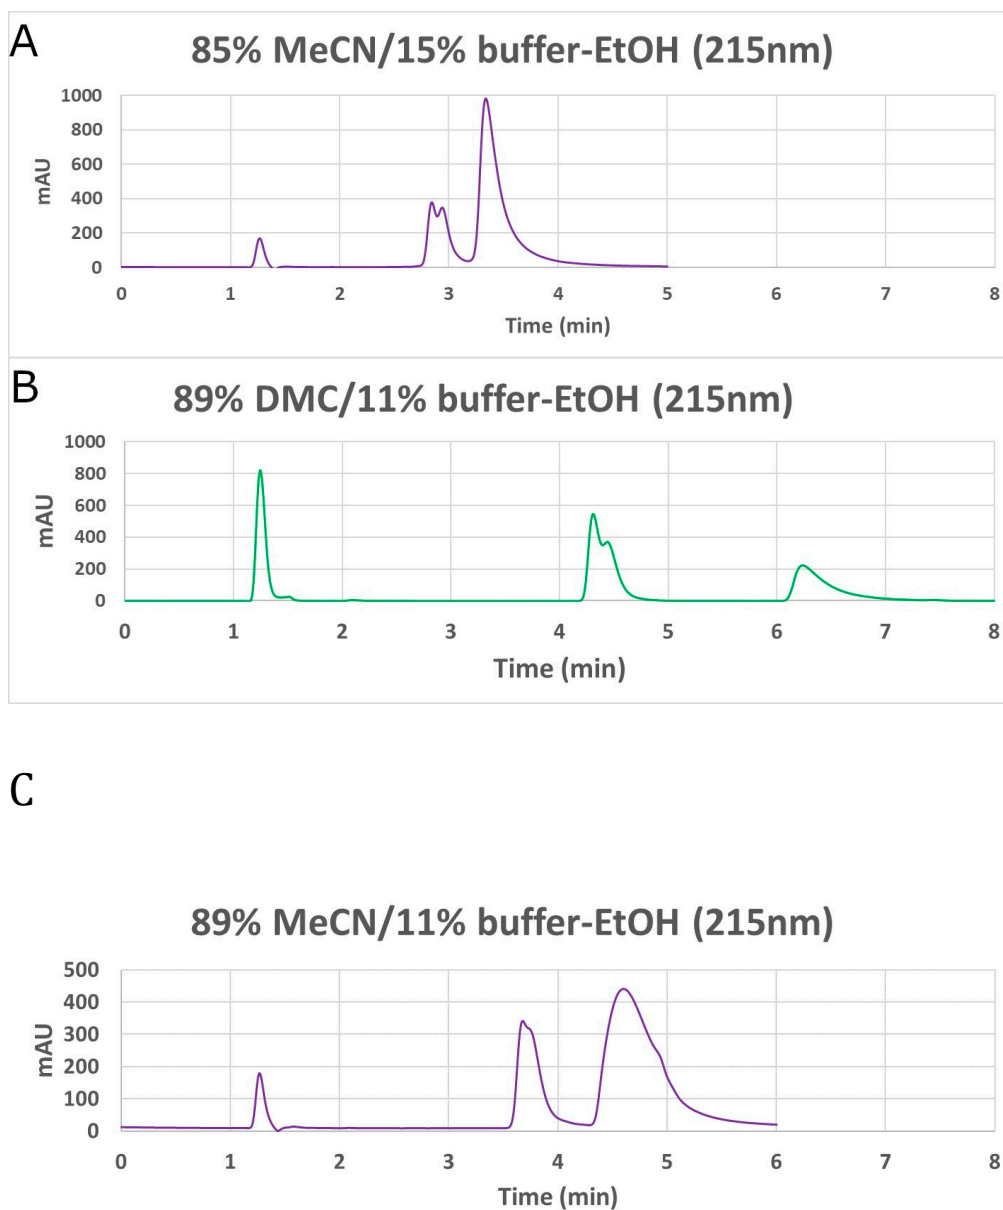 A
85% MeCN/15% buffer-EtOH (215nm)
1000
800
600
400
200
0
mAU
0 1 2 3 4 5 6 7 8
Time (min)
B
89% DMC/11% buffer-EtOH (215nm)
1000
800
600
400
200
0
mAU
0 1 2 3 4 5 6 7 8
Time (min)
C
89% MeCN/11% buffer-EtOH (215nm)
500
400
300
200
100
0
mAU
0 1 2 3 4 5 6 7 8
Time (min)